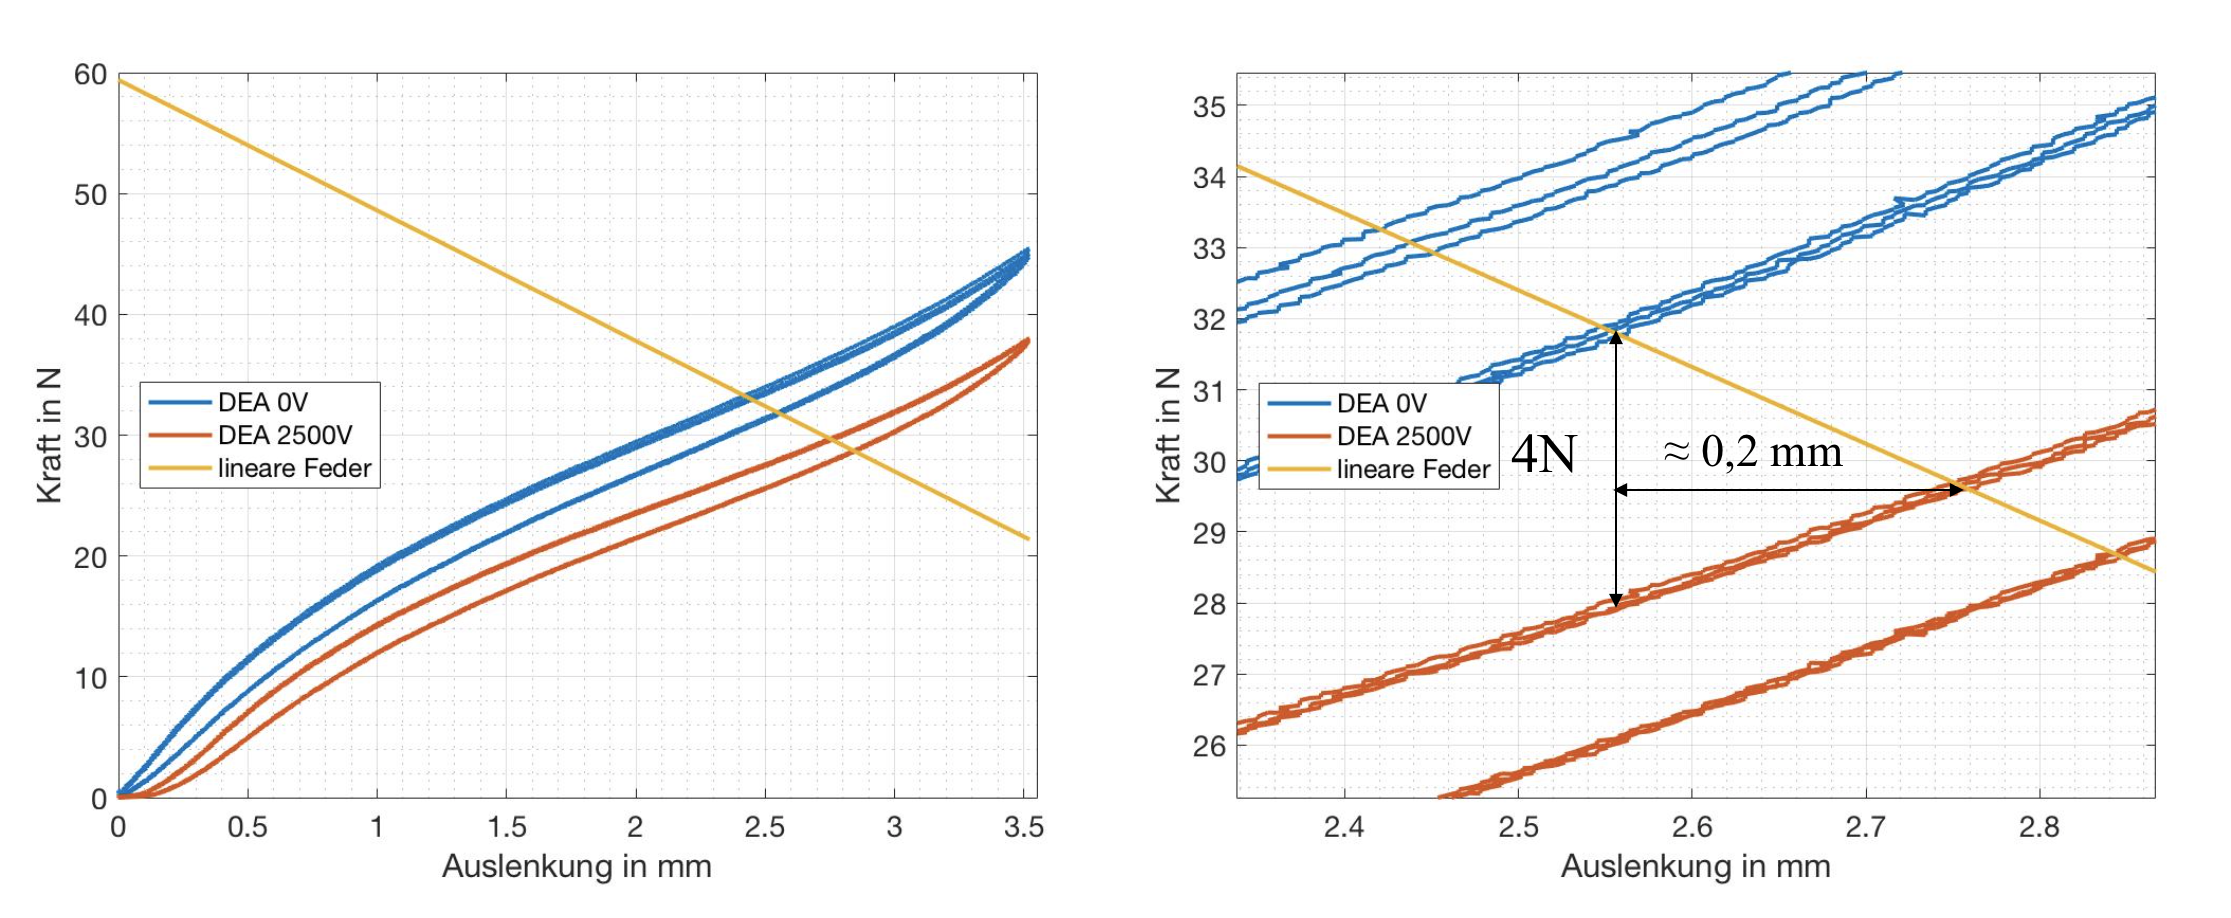 60
50
40
30
20
10
0
Kraft in N
DEA 0V
DEA 2500V
lineare Feder
0 0.5 1 1.5 2 2.5 3 3.5
Auslenkung in mm
35
34
33
32
31
30
29
28
27
26
Kraft in N
DEA 0V
DEA 2500V
lineare Feder
4N
≈ 0,2 mm
2.4 2.5 2.6 2.7 2.8
Auslenkung in mm